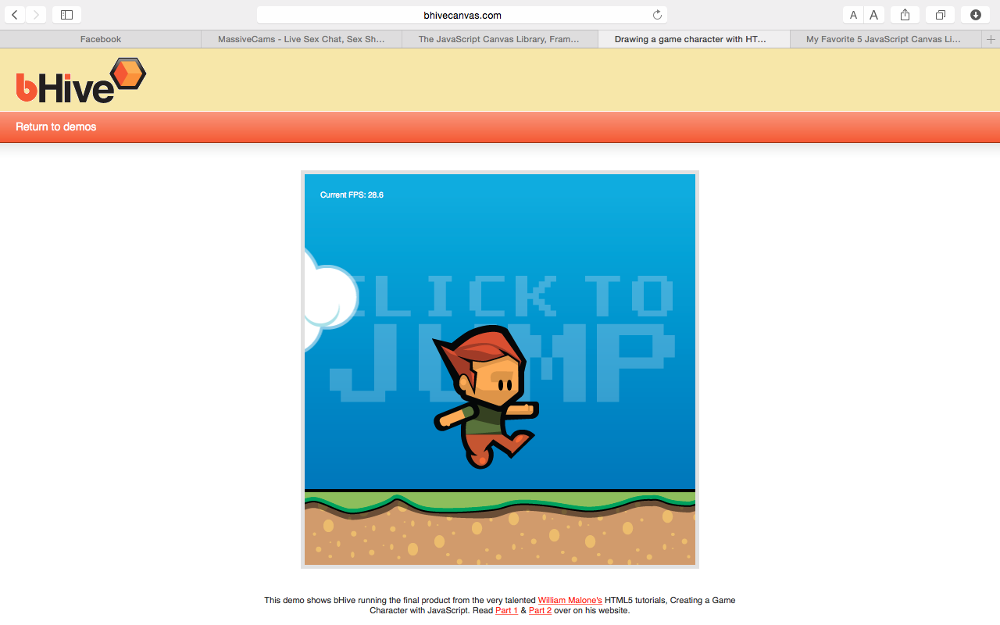 bhivecanvas.com
A A
Facebook
MassiveCams - Live Sex Chat, Sex Sh...
The JavaScript Canvas Library, Fram...
Drawing a game character with HT...
My Favorite 5 JavaScript Canvas Li...
bHive
Return to demos
Current FPS: 28.6
CLICK TO
JUMP
This demo shows bHive running the final product from the very talented William Malone's HTML5 tutorials, Creating a Game
Character with JavaScript. Read Part 1 & Part 2 over on his website.